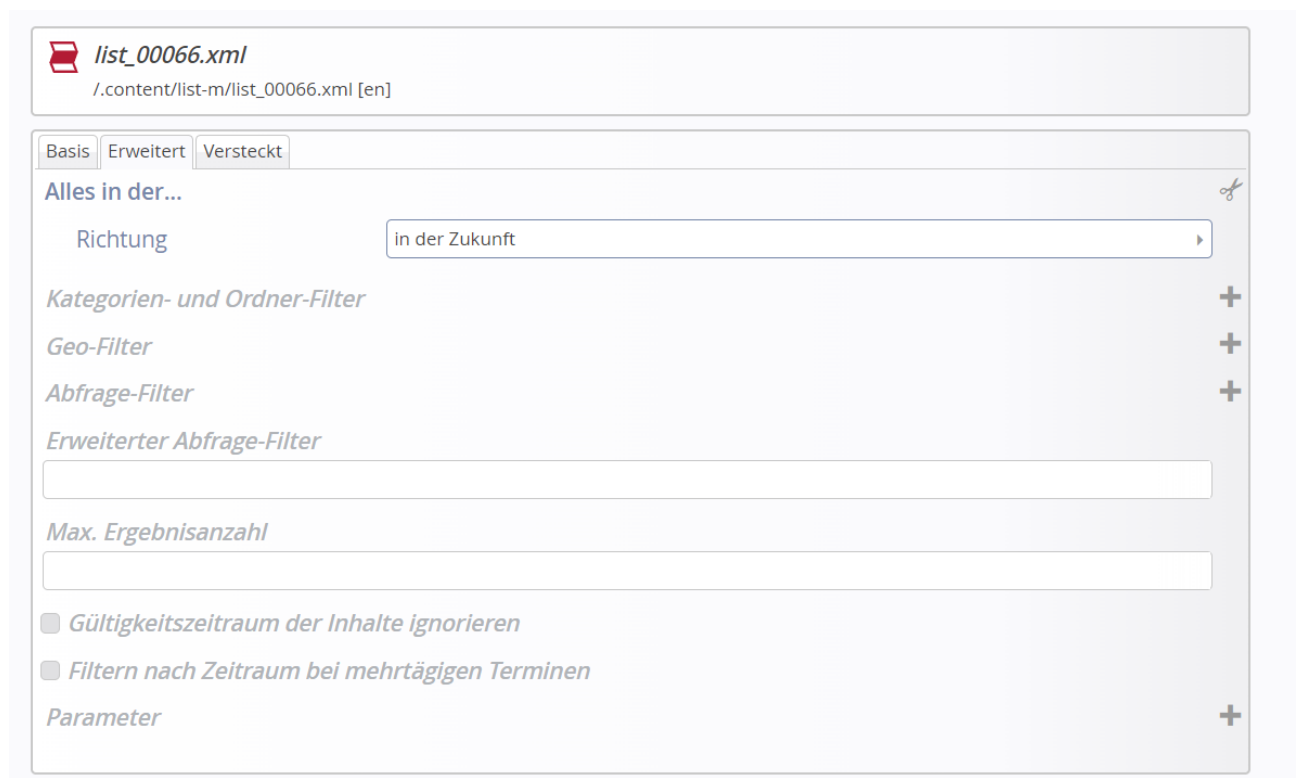 list_00066.xml
/.content/list-m/list_00066.xml [en]
Basis Erweitert Versteckt
Alles in der...
Richtung in der Zukunft
Kategorien- und Ordner-Filter
Geo-Filter
Abfrage-Filter
Erweiterter Abfrage-Filter
Max. Ergebnisanzahl
Gültigkeitszeitraum der Inhalte ignorieren
Filtern nach Zeitraum bei mehrtägigen Terminen
Parameter